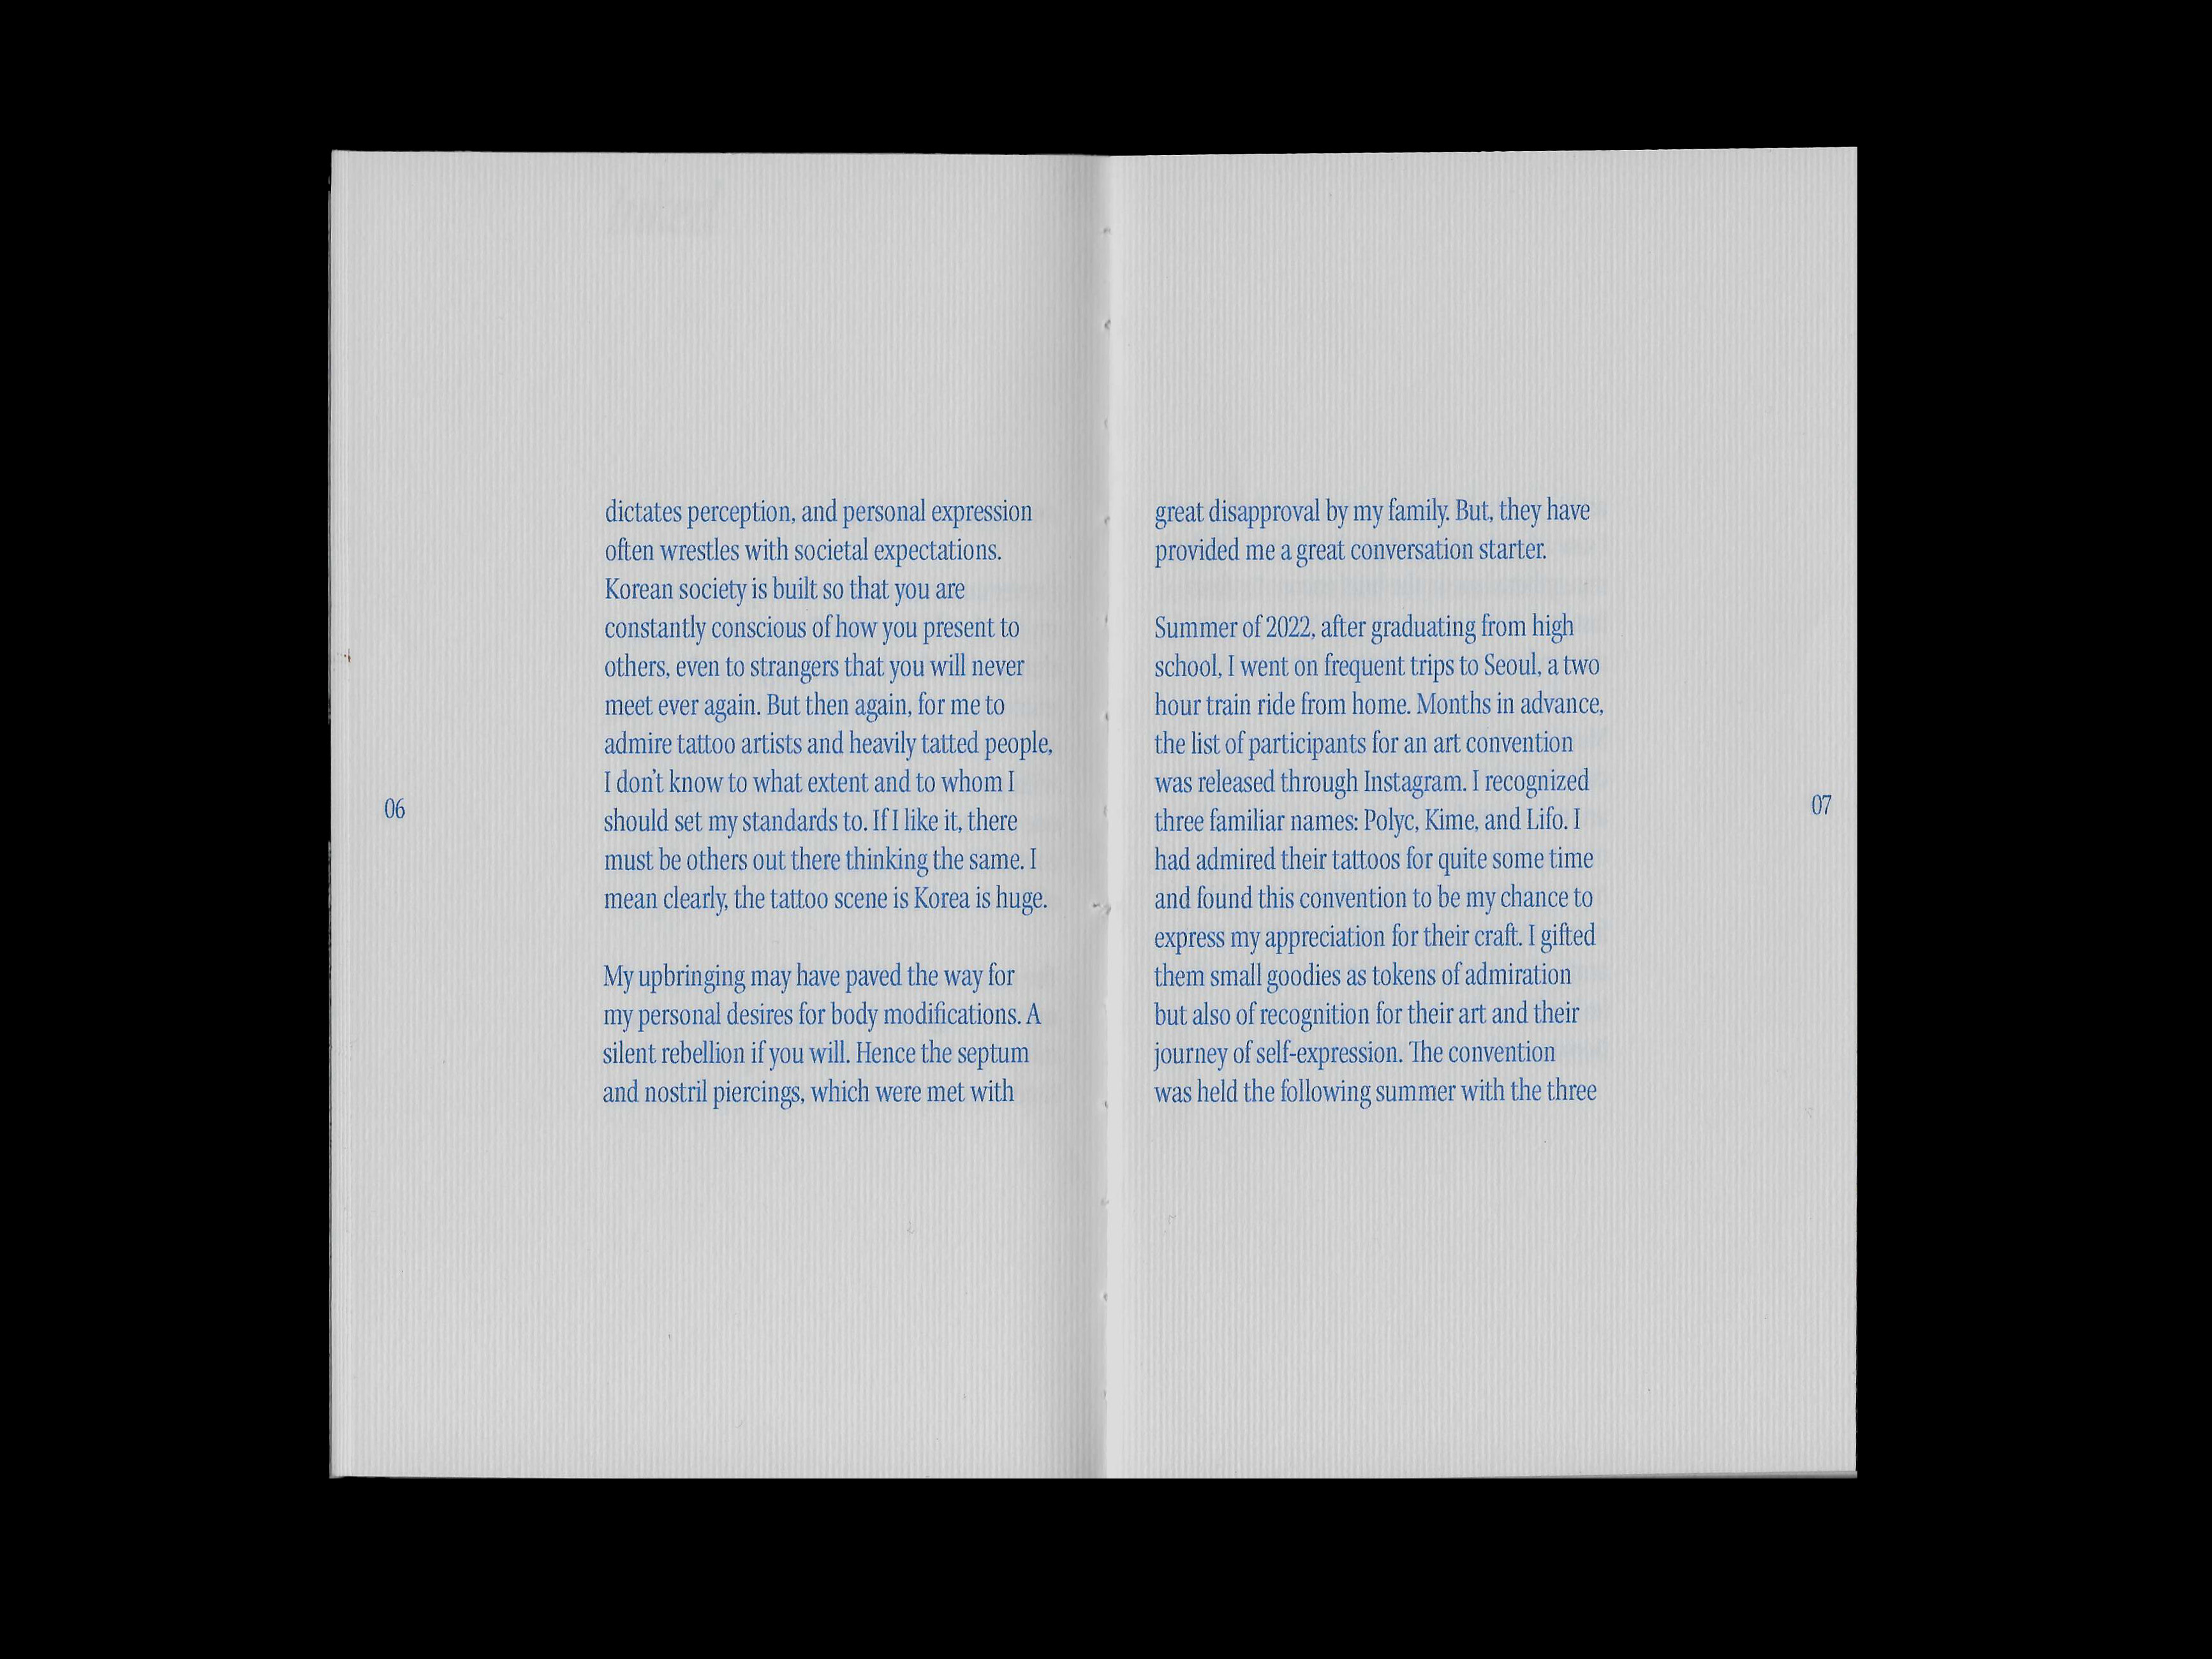 dictates perception, and personal expression
often wrestles with societal expectations.
Korean society is built so that you are
constantly conscious of how you present to
others, even to strangers that you will never
meet ever again. But then again, for me to
admire tattoo artists and heavily tatted people,
I don’t know to what extent and to whom I
should set my standards to. If I like it, there
must be others out there thinking the same. I
mean clearly, the tattoo scene is Korea is huge.
My upbringing may have paved the way for
my personal desires for body modifications. A
silent rebellion if you will. Hence the septum
and nostril piercings, which were met with
06
great disapproval by my family. But, they have
provided me a great conversation starter.
Summer of 2022, after graduating from high
school, I went on frequent trips to Seoul, a two
hour train ride from home. Months in advance,
the list of participants for an art convention
was released through Instagram. I recognized
three familiar names: Polyc, Kime, and Lifo. I
had admired their tattoos for quite some time
and found this convention to be my chance to
express my appreciation for their craft. I gifted
them small goodies as tokens of admiration
but also of recognition for their art and their
journey of self-expression. The convention
was held the following summer with the three
07